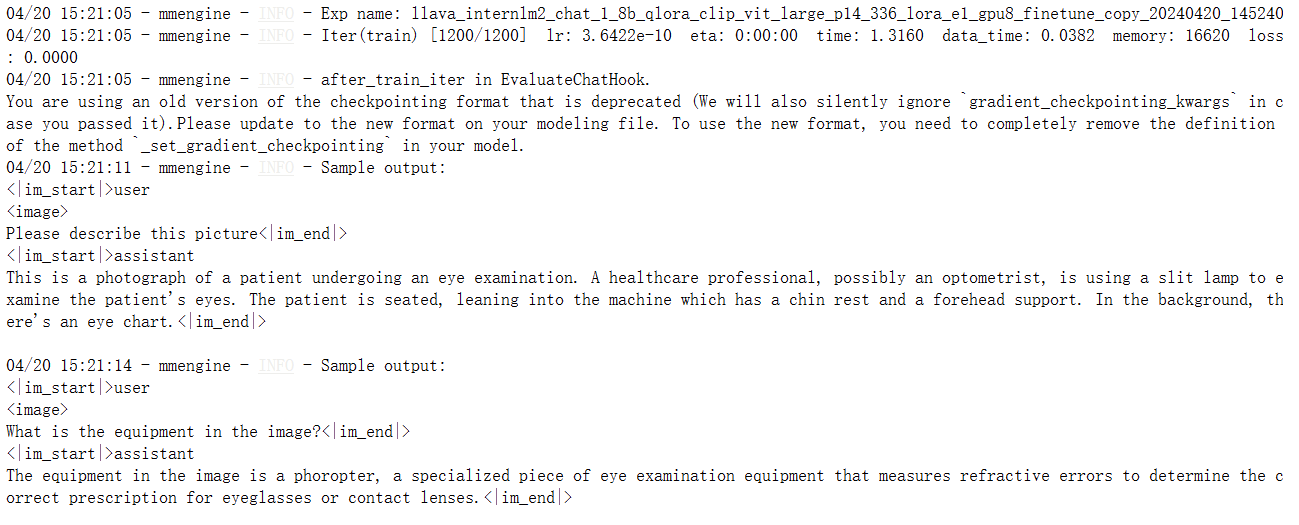 04/20 15:21:05 - mmengine - INFO - Exp name: llava_internlm2_chat_1_8b_qlora_clip_vit_large_p14_336_lora_e1_gpu8_finetune_copy_20240420_145240
04/20 15:21:05 - mmengine - INFO - Iter(train) [1200/1200]  lr: 3.6422e-10  eta: 0:00:00  time: 1.3160  data_time: 0.0382  memory: 16620  loss
: 0.0000
04/20 15:21:05 - mmengine - INFO - after_train_iter in EvaluateChatHook.
You are using an old version of the checkpointing format that is deprecated (We will also silently ignore `gradient_checkpointing_kwargs` in c
ase you passed it).Please update to the new format on your modeling file. To use the new format, you need to completely remove the definition
of the method `_set_gradient_checkpointing` in your model.
04/20 15:21:11 - mmengine - INFO - Sample output:
<|im_start|>user
<image>
Please describe this picture<|im_end|>
<|im_start|>assistant
This is a photograph of a patient undergoing an eye examination. A healthcare professional, possibly an optometrist, is using a slit lamp to e
xamine the patient's eyes. The patient is seated, leaning into the machine which has a chin rest and a forehead support. In the background, th
ere's an eye chart.<|im_end|>
04/20 15:21:14 - mmengine - INFO - Sample output:
<|im_start|>user
<image>
What is the equipment in the image?<|im_end|>
<|im_start|>assistant
The equipment in the image is a phoropter, a specialized piece of eye examination equipment that measures refractive errors to determine the c
orrect prescription for eyeglasses or contact lenses.<|im_end|>